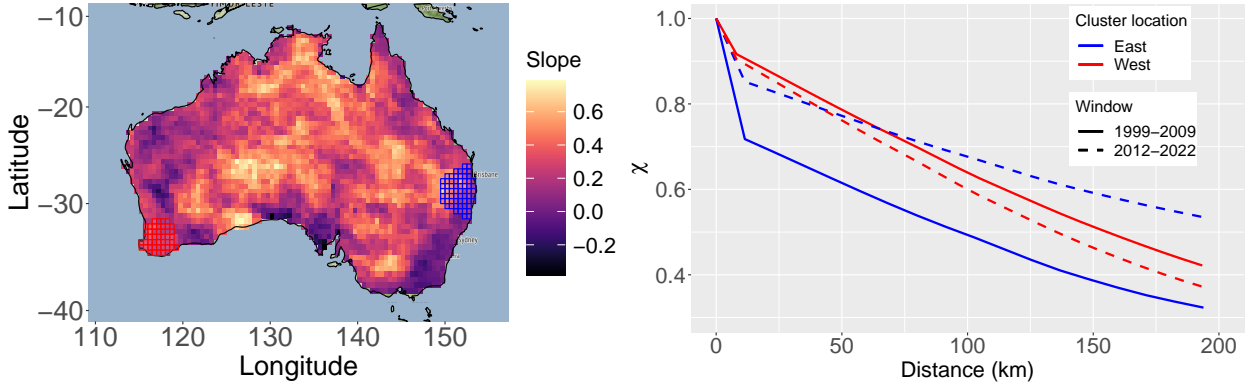 −10
−20
−30
−40
Latitude
110 120 130 140 150
Longitude
Sydney
Slope
0.6
0.4
0.2
0.0
−0.2
1.0
0.8
0.6
0.4
χ
0 50 100 150 200
Distance (km)
Cluster location
East
West
Window
1999−2009
2012−2022